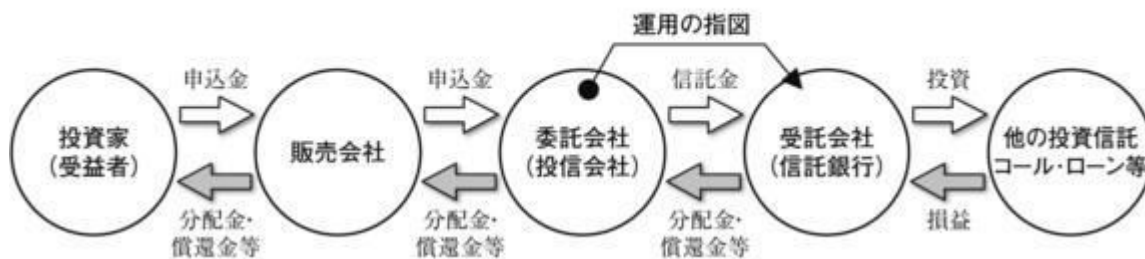 運用の指図
申込金
申込金
信託金
投資
投資家
(受益者)
販売会社
委託会社
(投信会社)
受託会社
(信託銀行)
他の投資信託
コール・ローン等
分配金・
償還金等
分配金・
償還金等
分配金・
償還金等
損益